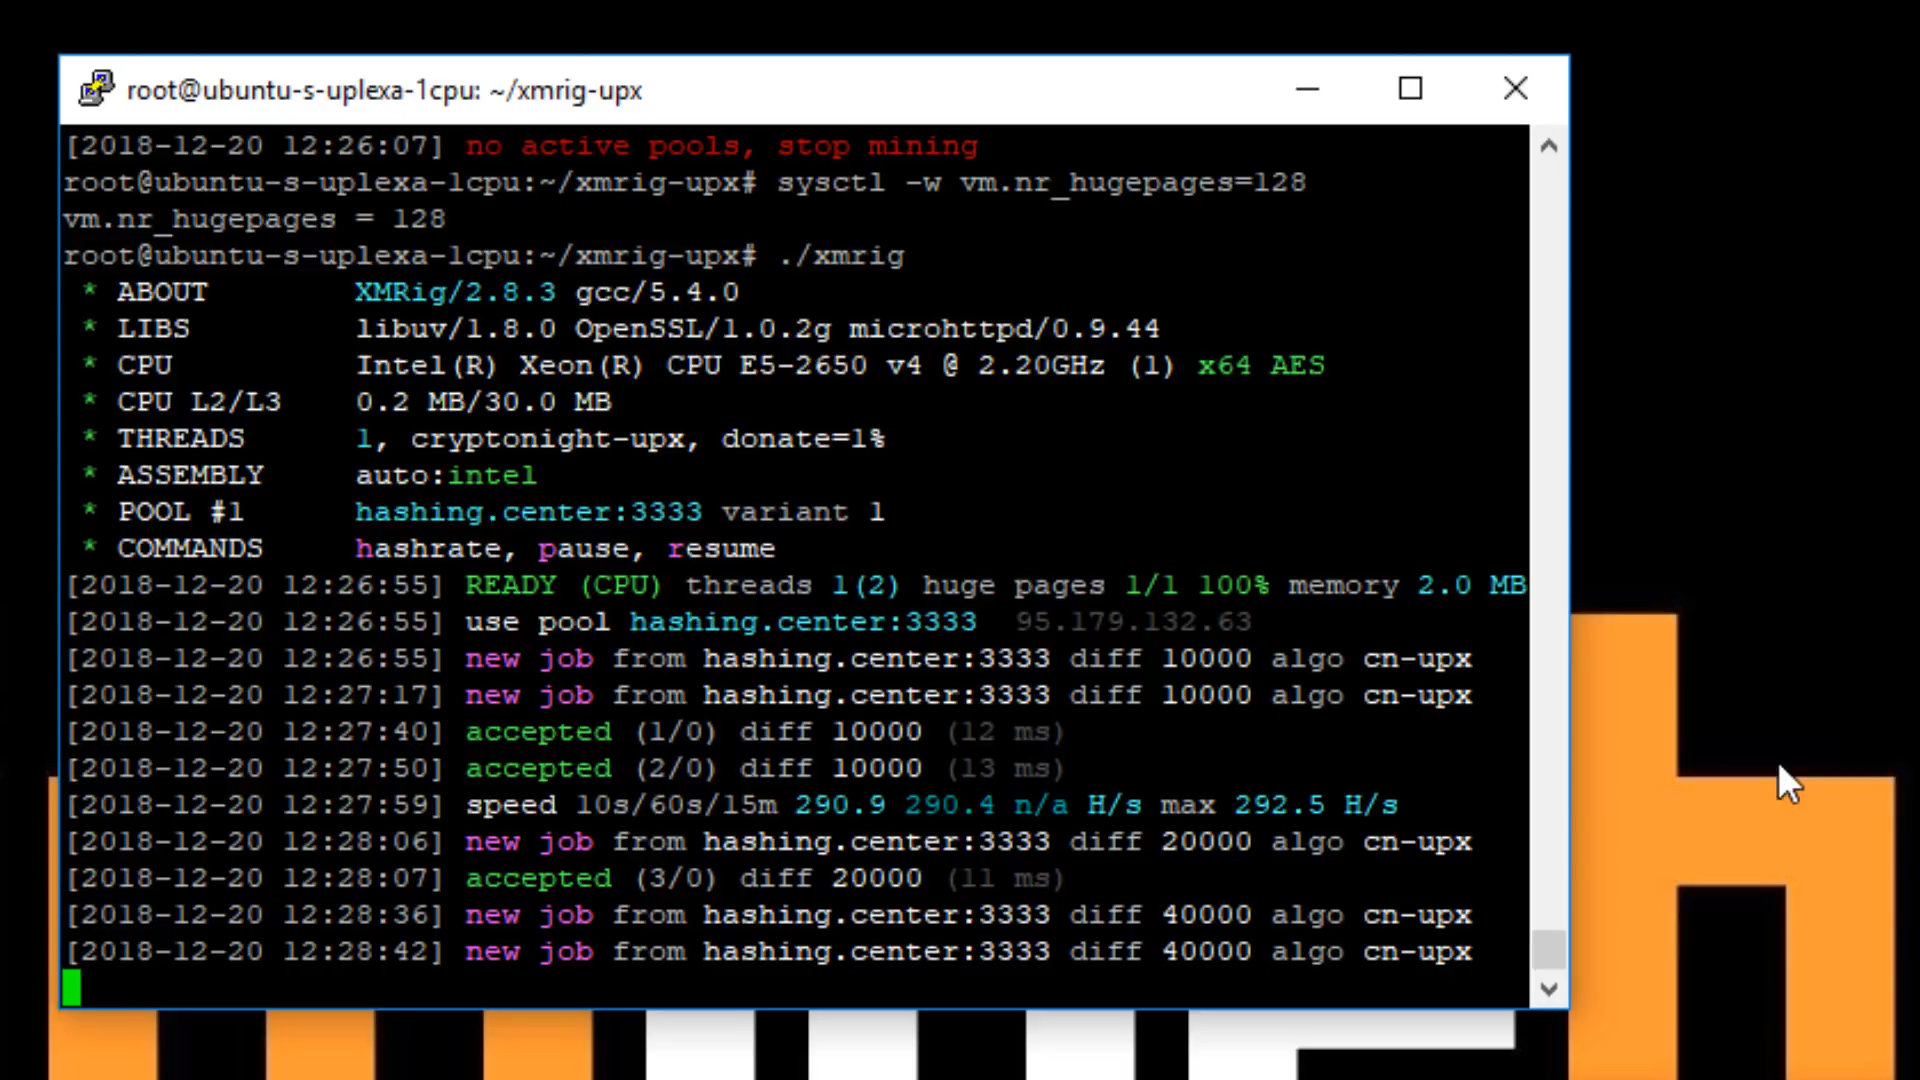 root@ubuntu-s-uplexa-1cpu: ~/xmrig-upx
[2018-12-20 12:26:07] no active pools, stop mining
root@ubuntu-s-uplexa-1cpu:~/xmrig-upx# sysctl -w vm.nr_hugepages=128
vm.nr_hugepages = 128
root@ubuntu-s-uplexa-1cpu:~/xmrig-upx# ./xmrig
* ABOUT XMRig/2.8.3 gcc/5.4.0
* LIBS libuv/1.8.0 OpenSSL/1.0.2g microhttpd/0.9.44
* CPU Intel(R) Xeon(R) CPU E5-2650 v4 @ 2.20GHz (1) x64 AES
* CPU L2/L3 0.2 MB/30.0 MB
* THREADS 1, cryptonight-upx, donate=1%
* ASSEMBLY auto:intel
* POOL #1 hashing.center:3333 variant 1
* COMMANDS hashrate, pause, resume
[2018-12-20 12:26:55] READY (CPU) threads 1(2) huge pages 1/1 100% memory 2.0 MB
[2018-12-20 12:26:55] use pool hashing.center:3333 95.179.132.63
[2018-12-20 12:26:55] new job from hashing.center:3333 diff 10000 algo cn-upx
[2018-12-20 12:27:17] new job from hashing.center:3333 diff 10000 algo cn-upx
[2018-12-20 12:27:40] accepted (1/0) diff 10000 (12 ms)
[2018-12-20 12:27:50] accepted (2/0) diff 10000 (13 ms)
[2018-12-20 12:27:59] speed 10s/60s/15m 290.9 290.4 n/a H/s max 292.5 H/s
[2018-12-20 12:28:06] new job from hashing.center:3333 diff 20000 algo cn-upx
[2018-12-20 12:28:07] accepted (3/0) diff 20000 (11 ms)
[2018-12-20 12:28:36] new job from hashing.center:3333 diff 40000 algo cn-upx
[2018-12-20 12:28:42] new job from hashing.center:3333 diff 40000 algo cn-upx